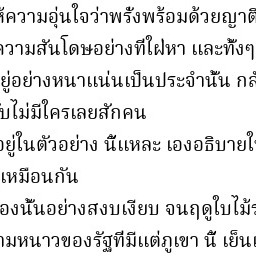 ห้ความอุ่นใจว่าพรั่งพร้อมด้วยญาติ
ความสันโดษอย่างที่ใฝ่หา และทั้งๆ
ยู่อย่างหนาแน่นเป็นประจำนั้น กลั
ับไม่มีใครเลยสักคน
อยู่ในตัวอย่าง นี้แหละ เองอธิบายใ
เหมือนกัน
องนั้นอย่างสงบเงียบ จนฤดูใบไม้ร
ามหนาวของรัฐที่มีแต่ภูเขา นี้ เย็นเ